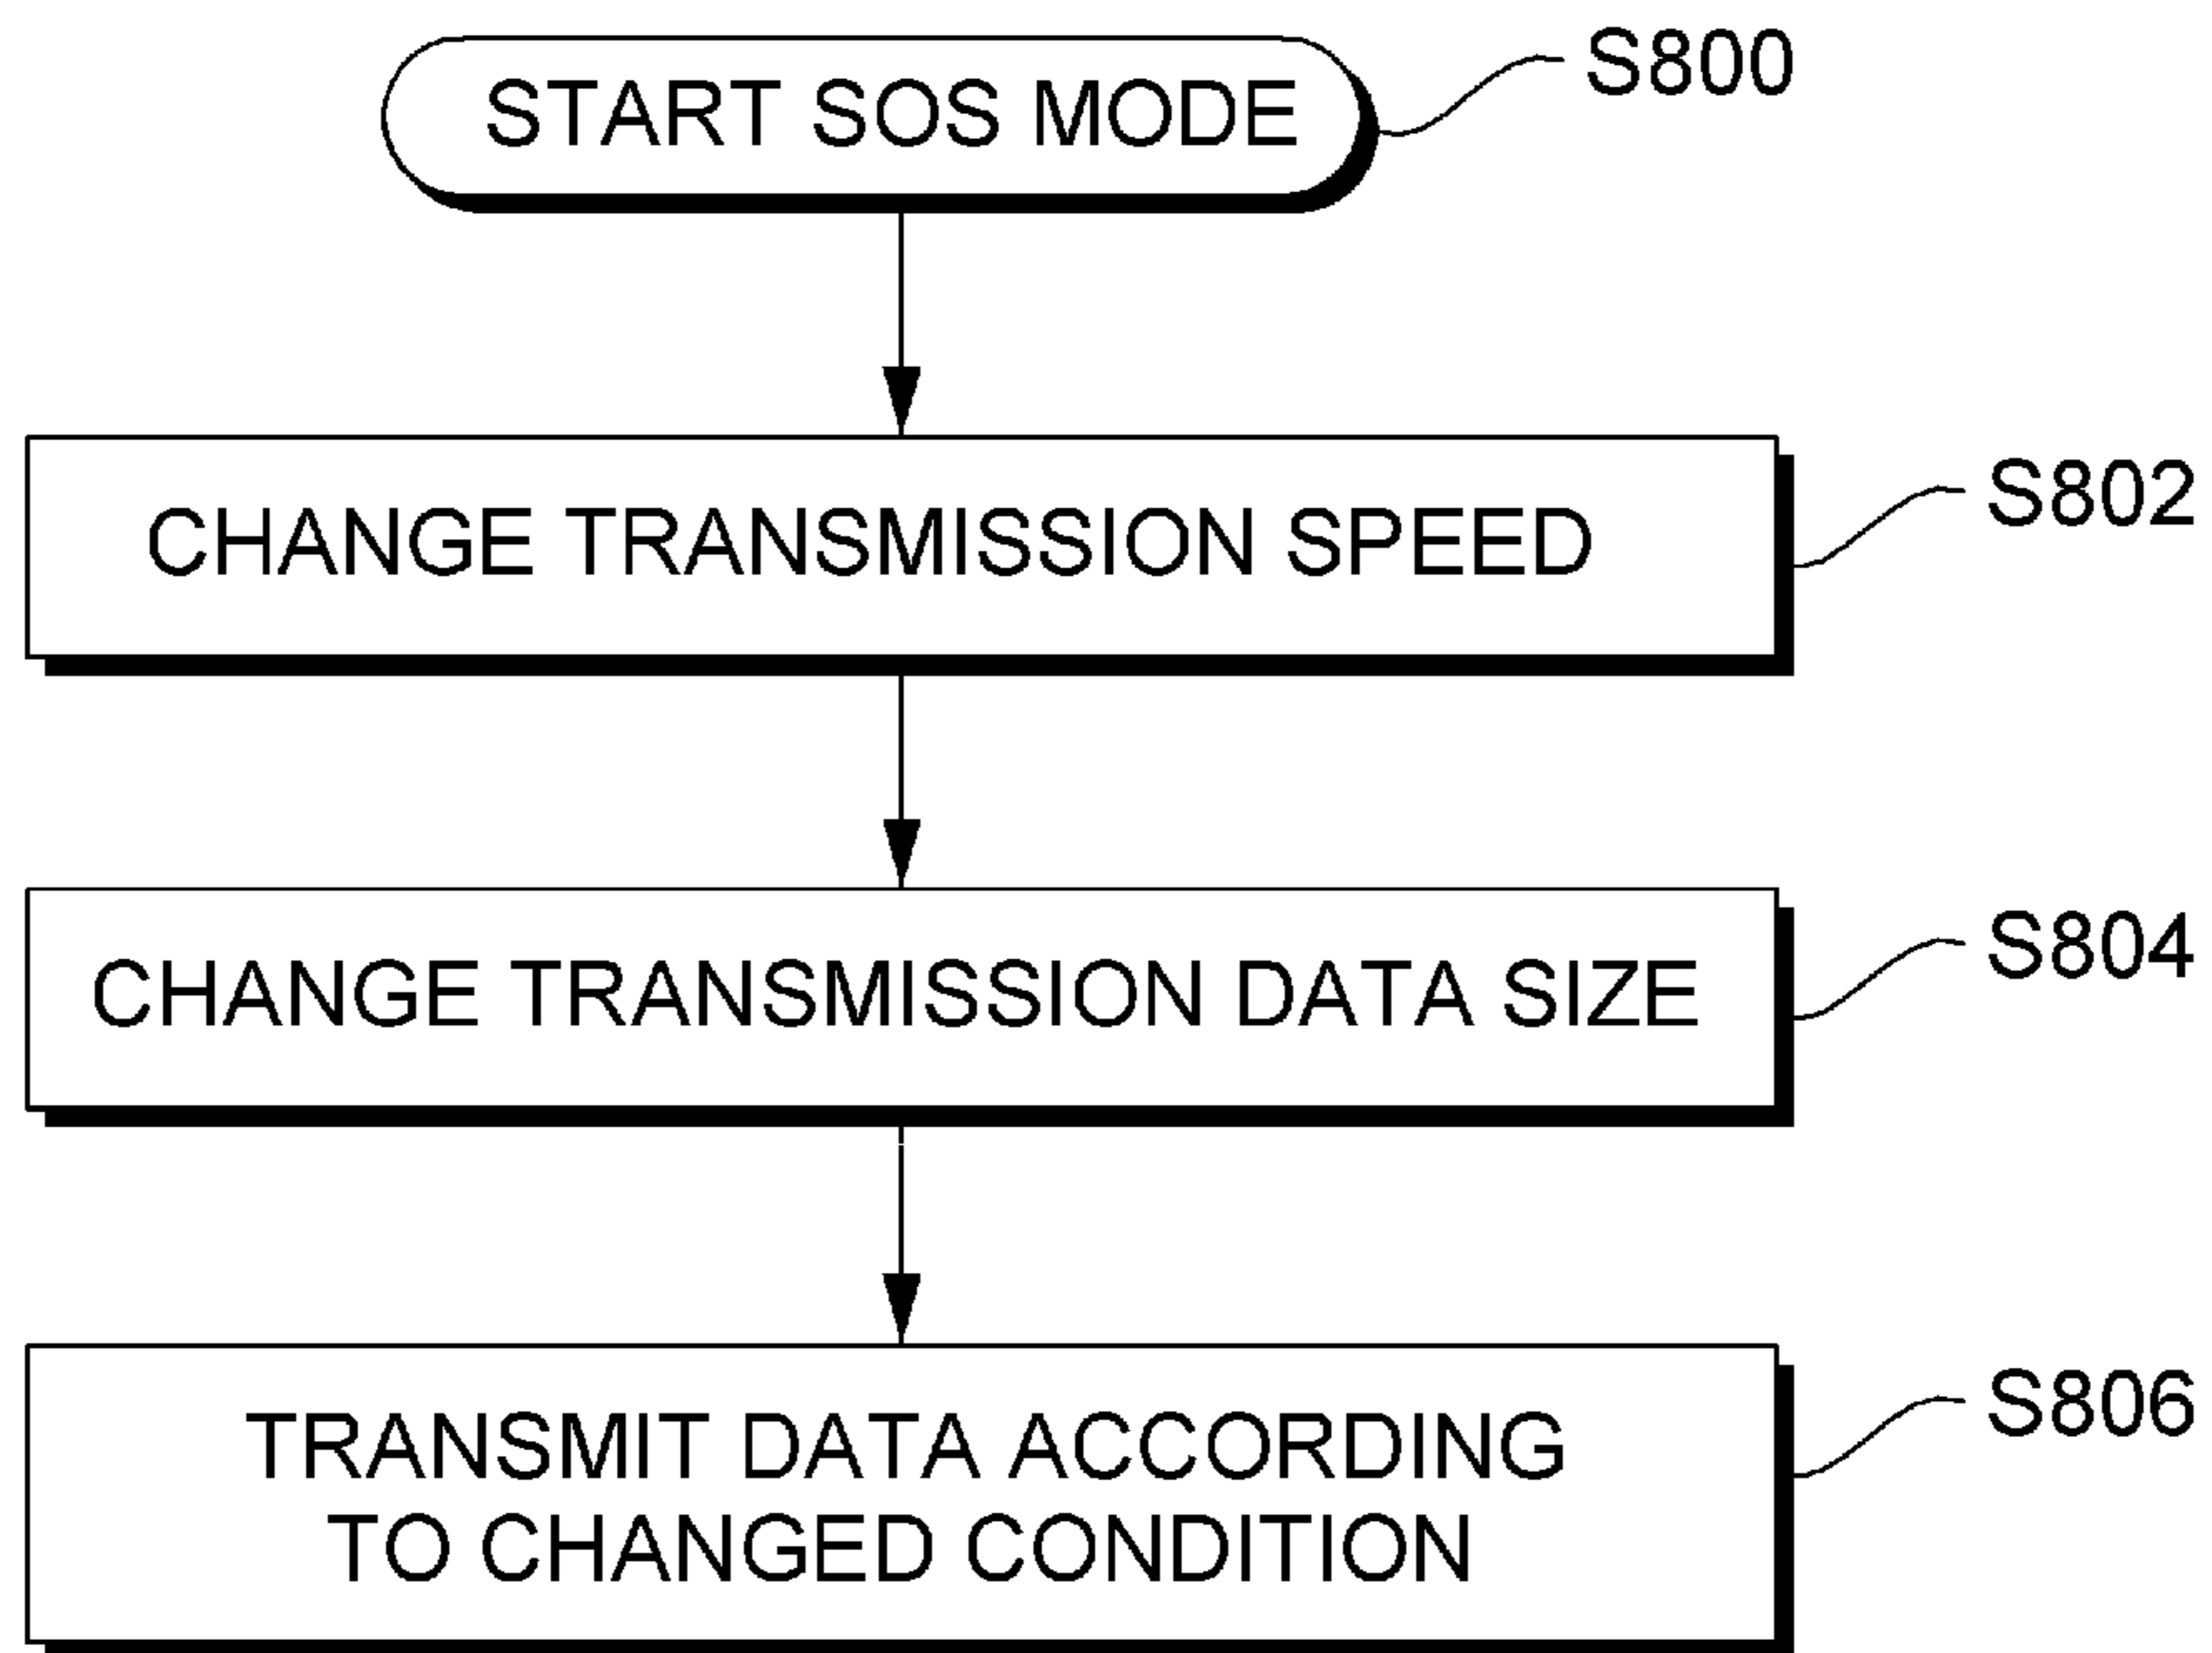 START SOS MODE
S800
CHANGE TRANSMISSION SPEED
S802
CHANGE TRANSMISSION DATA SIZE
S804
TRANSMIT DATA ACCORDING
TO CHANGED CONDITION
S806